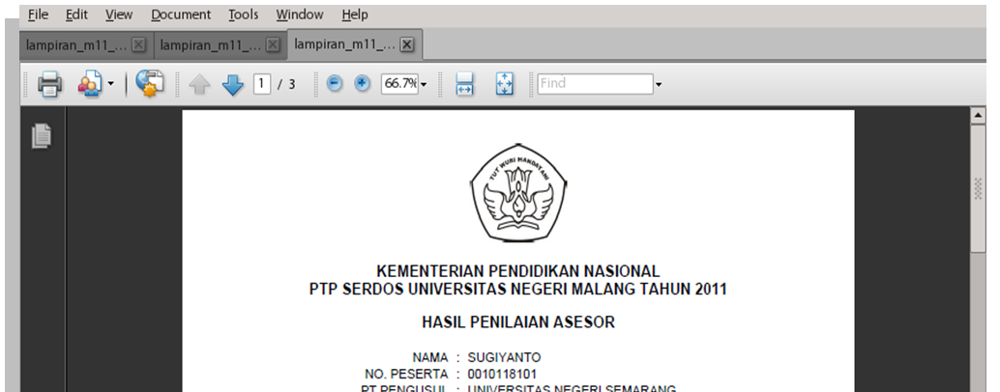 File Edit View Document Tools Window Help
lampiran_m11_... lampiran_m11_... lampiran_m11_...
1 / 3 66.7% Find
TUT WURI HANDAYANI
KEMENTERIAN PENDIDIKAN NASIONAL
PTP SERDOS UNIVERSITAS NEGERI MALANG TAHUN 2011
HASIL PENILAIAN ASESOR
NAMA : SUGIYANTO
NO. PESERTA : 0010118101
PT PENGUSUL : UNIVERSITAS NEGERI SEMARANG